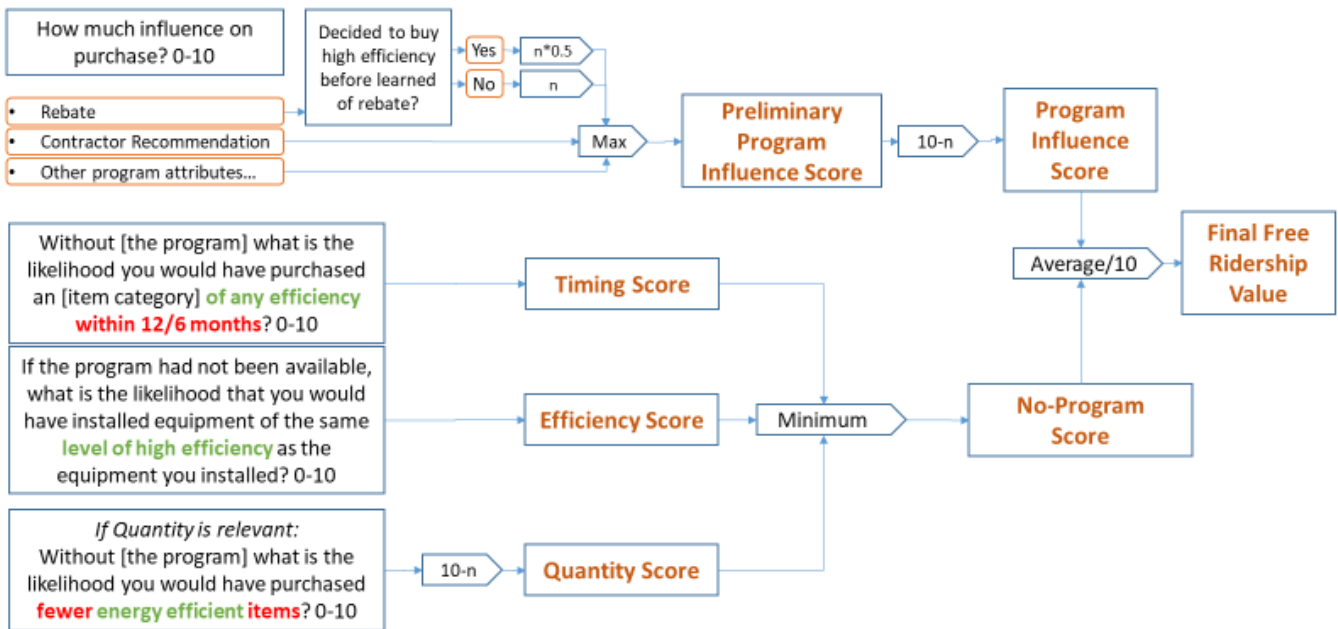 How much influence on
purchase? 0-10
• Rebate
• Contractor Recommendation
• Other program attributes...
Decided to buy
high efficiency
before learned
of rebate?
Yes
n*0.5
No
n
Max
Preliminary
Program
Influence Score
10-n
Program
Influence
Score
Without [the program] what is the
likelihood you would have purchased
an [item category] of any efficiency
within 12/6 months? 0-10
Timing Score
If the program had not been available,
what is the likelihood that you would
have installed equipment of the same
level of high efficiency as the
equipment you installed? 0-10
Efficiency Score
If Quantity is relevant:
Without [the program] what is the
likelihood you would have purchased
fewer energy efficient items? 0-10
10-n
Quantity Score
Minimum
No-Program
Score
Average/10
Final Free
Ridership
Value